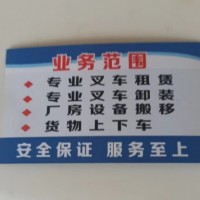 业务范围
专业叉车租赁
专业叉车卸装
厂房设备搬移
货物上下车
安全保证 服务至上